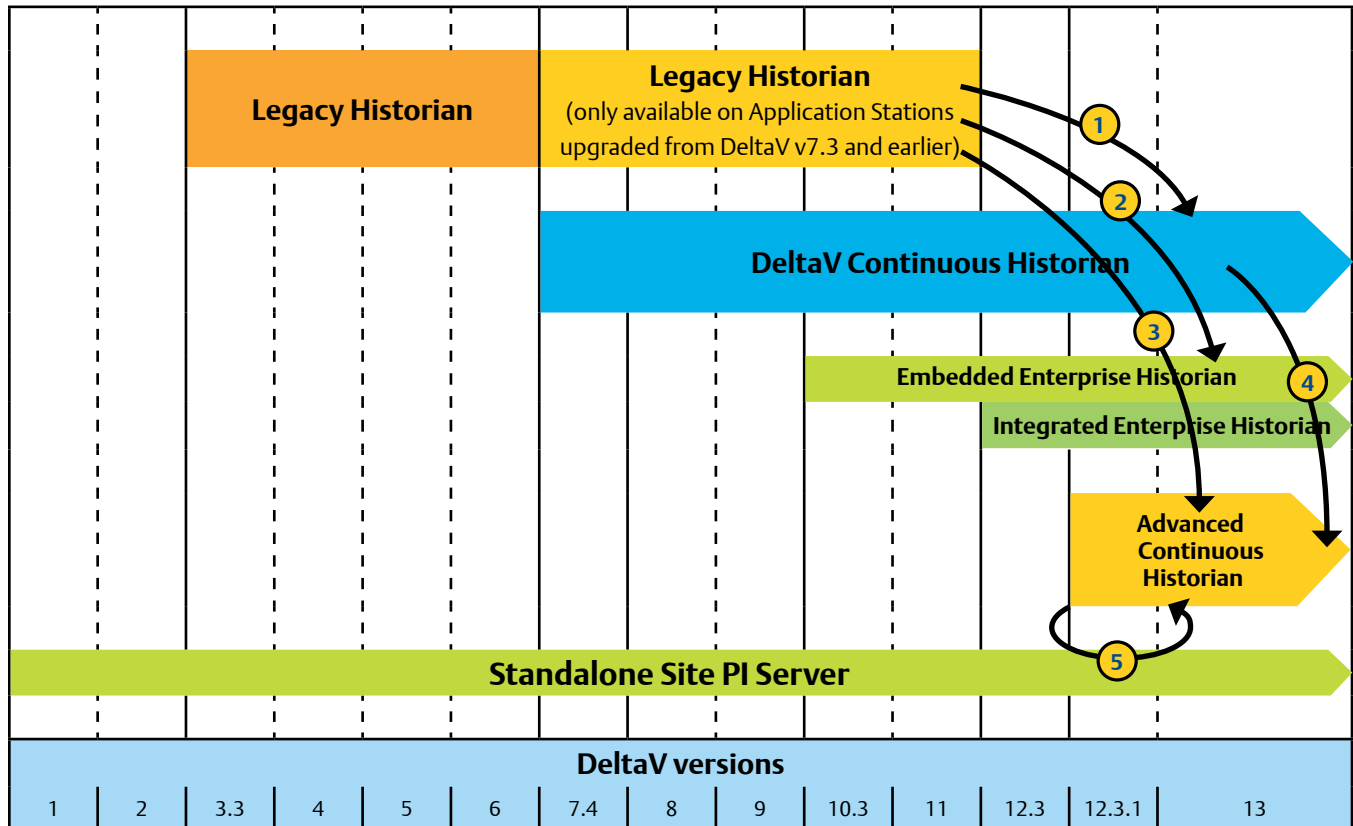 Legacy Historian
Legacy Historian
(only available on Application Stations
upgraded from DeltaV v7.3 and earlier)
1
2
DeltaV Continuous Historian
3
Embedded Enterprise Historian
4
Integrated Enterprise Historian
Advanced
Continuous
Historian
5
Standalone Site PI Server
DeltaV versions
1 2 3.3 4 5 6 7.4 8 9 10.3 11 12.3 12.3.1 13